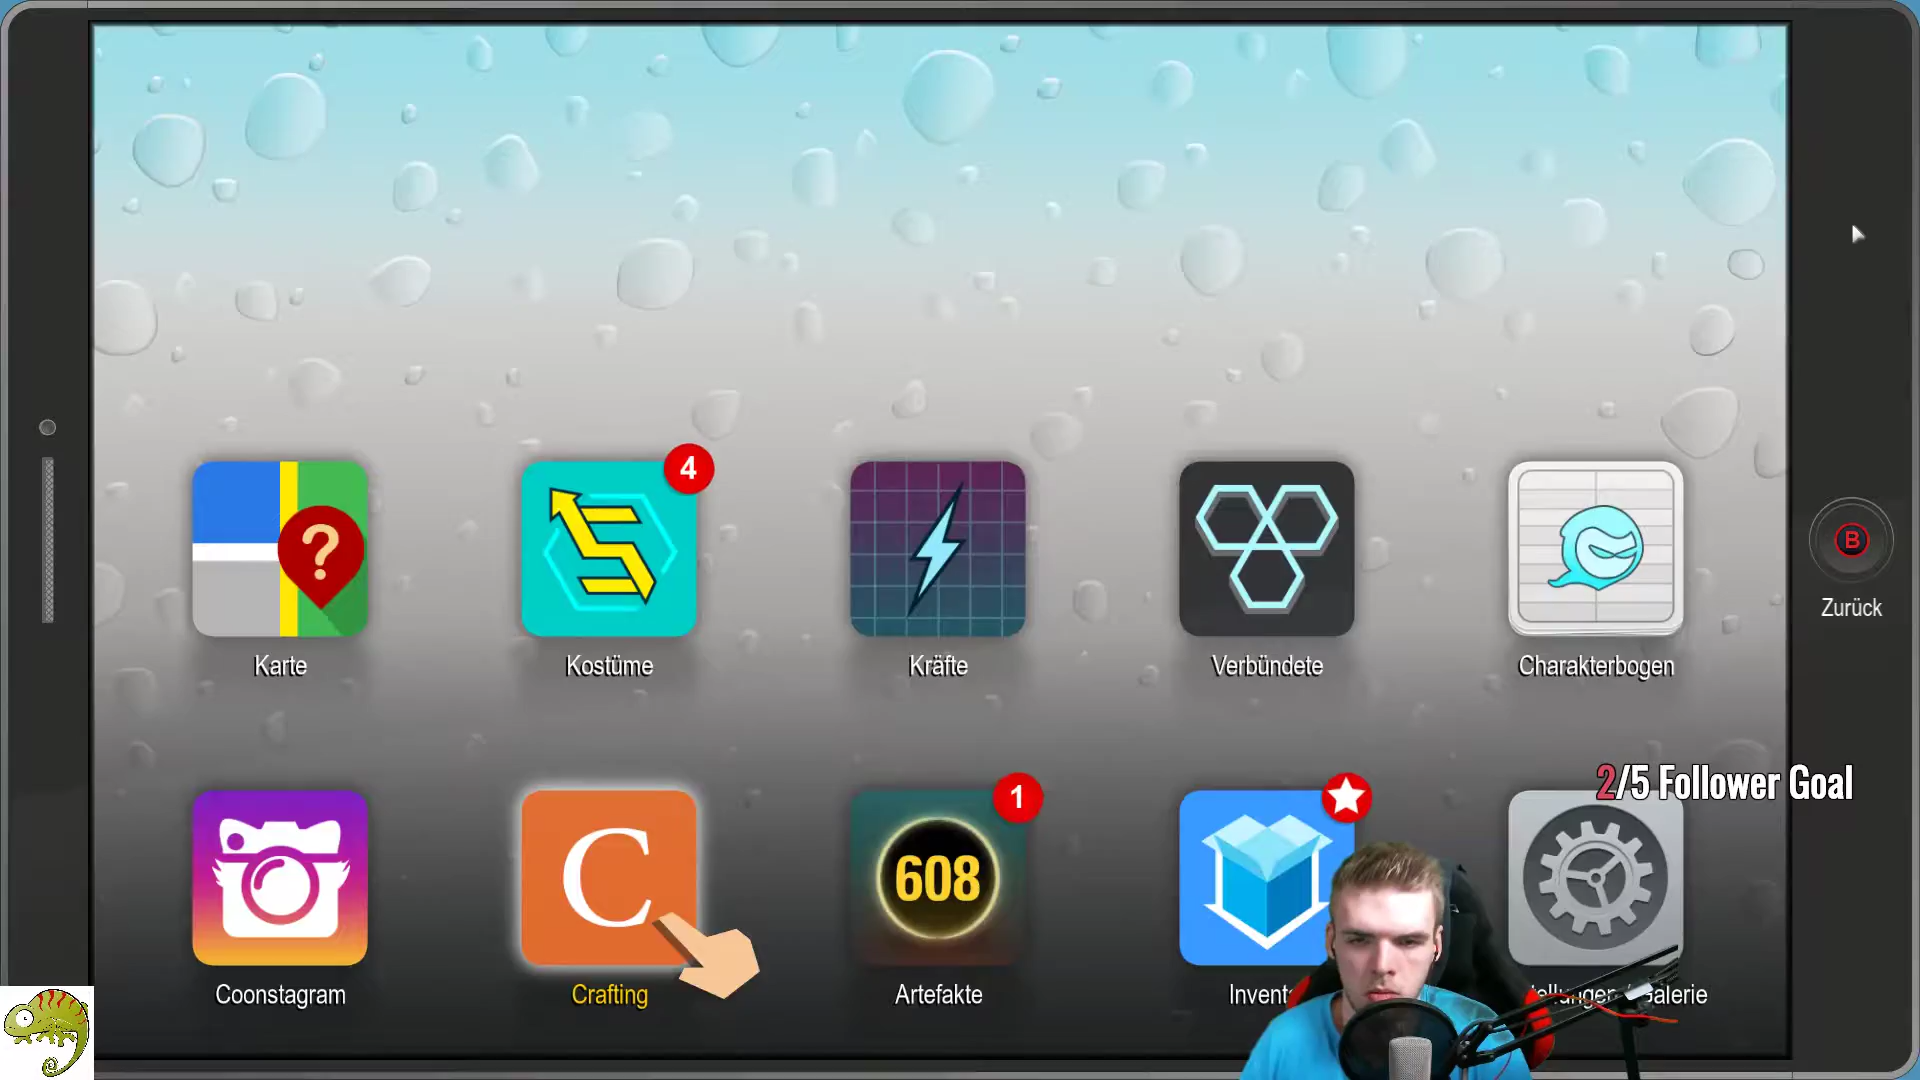 4
?
Karte
Kostüme
Kräfte
Verbündete
Charakterbogen
B
Zurück
2/5 Follower Goal
C
1
608
Coonstagram
Crafting
Artefakte